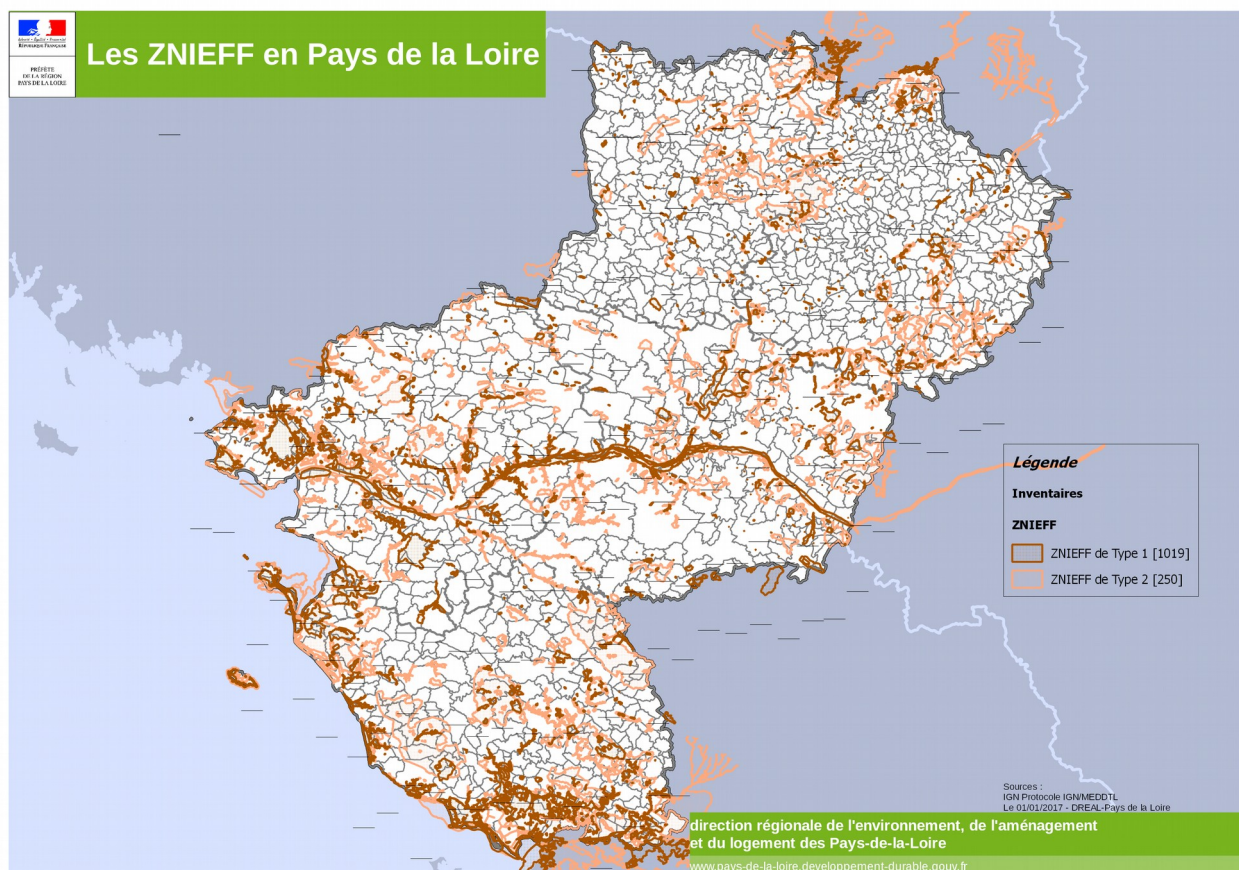 Liberté • Égalité • Fraternité
RÉPUBLIQUE FRANÇAISE
PRÉFÈTE
DE LA RÉGION
PAYS DE LA LOIRE
Les ZNIEFF en Pays de la Loire
Légende
Inventaires
ZNIEFF
ZNIEFF de Type 1 [1019]
ZNIEFF de Type 2 [250]
Sources :
IGN Protocole IGN/MEDDTL
Le 01/01/2017 - DREAL-Pays de la Loire
direction régionale de l'environnement, de l'aménagement
et du logement des Pays-de-la-Loire
www.pays-de-la-loire.developpement-durable.gouv.fr